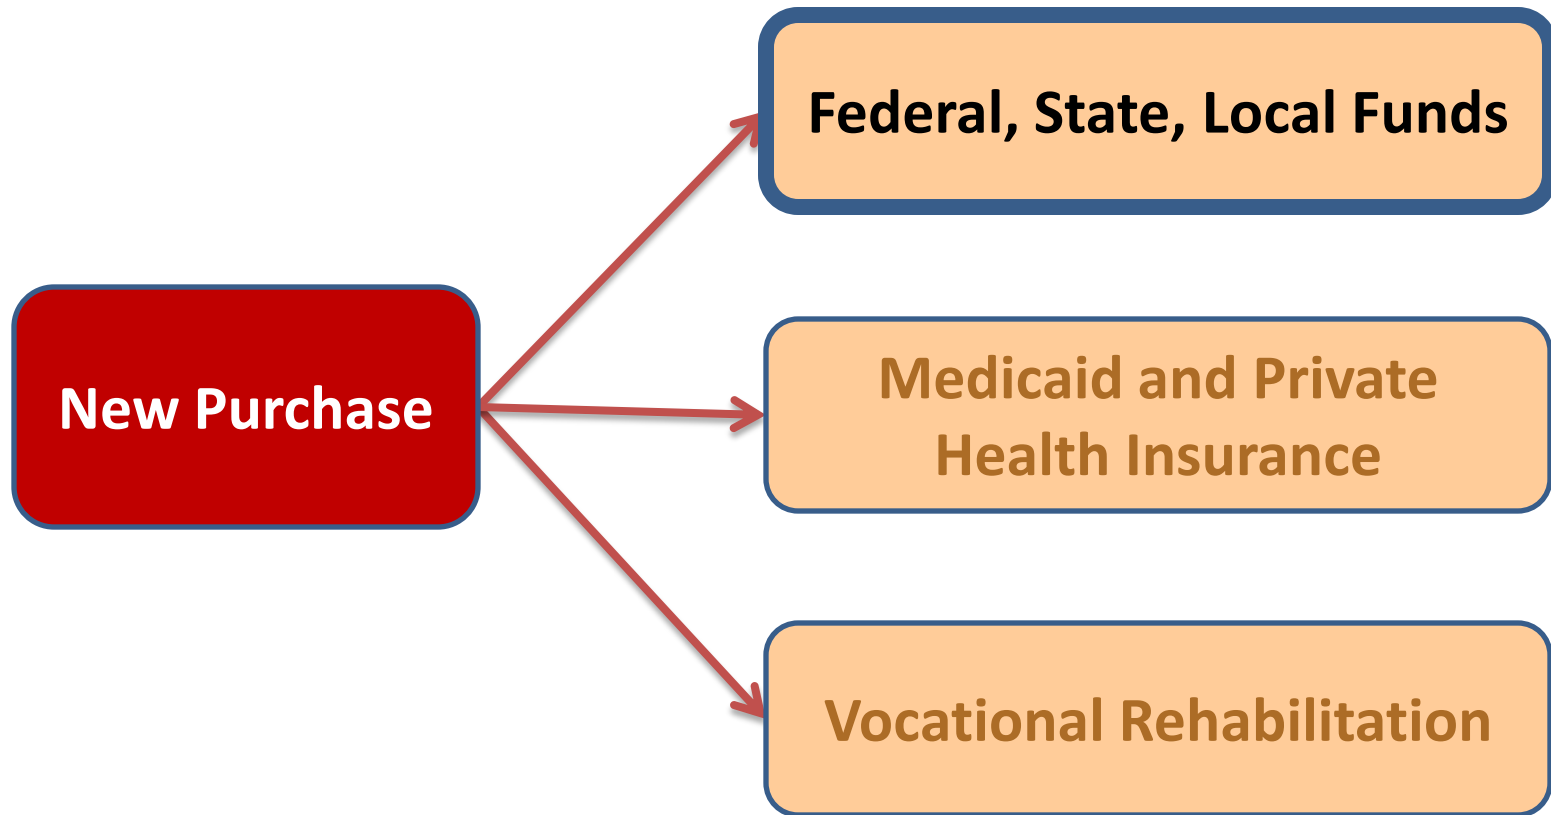 Federal, State, Local Funds
New Purchase
Medicaid and Private
Health Insurance
Vocational Rehabilitation